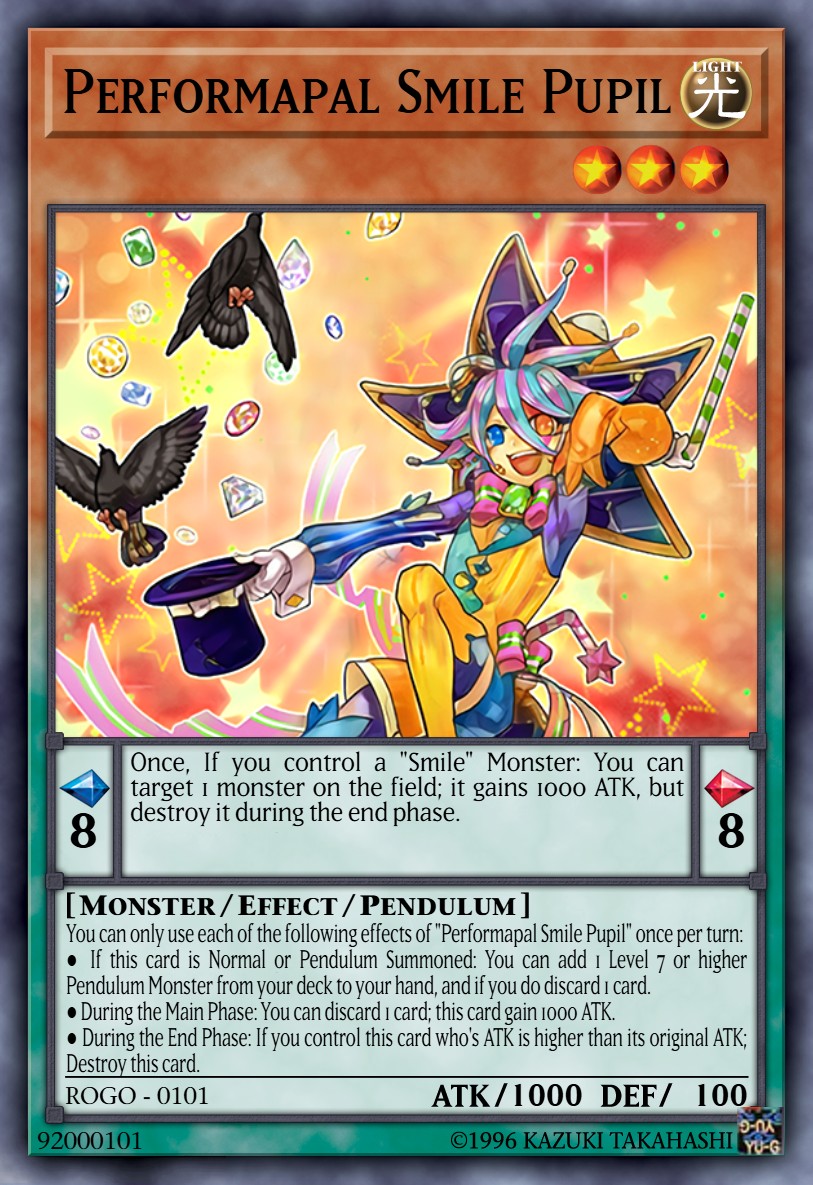 Performapal Smile Pupil
LIGHT
光
8
8
Once, If you control a "Smile" Monster: You can
target 1 monster on the field; it gains 1000 ATK, but
destroy it during the end phase.
[Monster/Effect/Pendulum]
You can only use each of the following effects of "Performapal Smile Pupil" once per turn:
● If this card is Normal or Pendulum Summoned: You can add 1 Level 7 or higher
Pendulum Monster from your deck to your hand, and if you do discard 1 card.
● During the Main Phase: You can discard 1 card; this card gain 1000 ATK.
● During the End Phase: If you control this card who's ATK is higher than its original ATK;
Destroy this card.
ROGO - 0101 ATK/1000 DEF/ 100
92000101 ©1996 KAZUKI TAKAHASHI